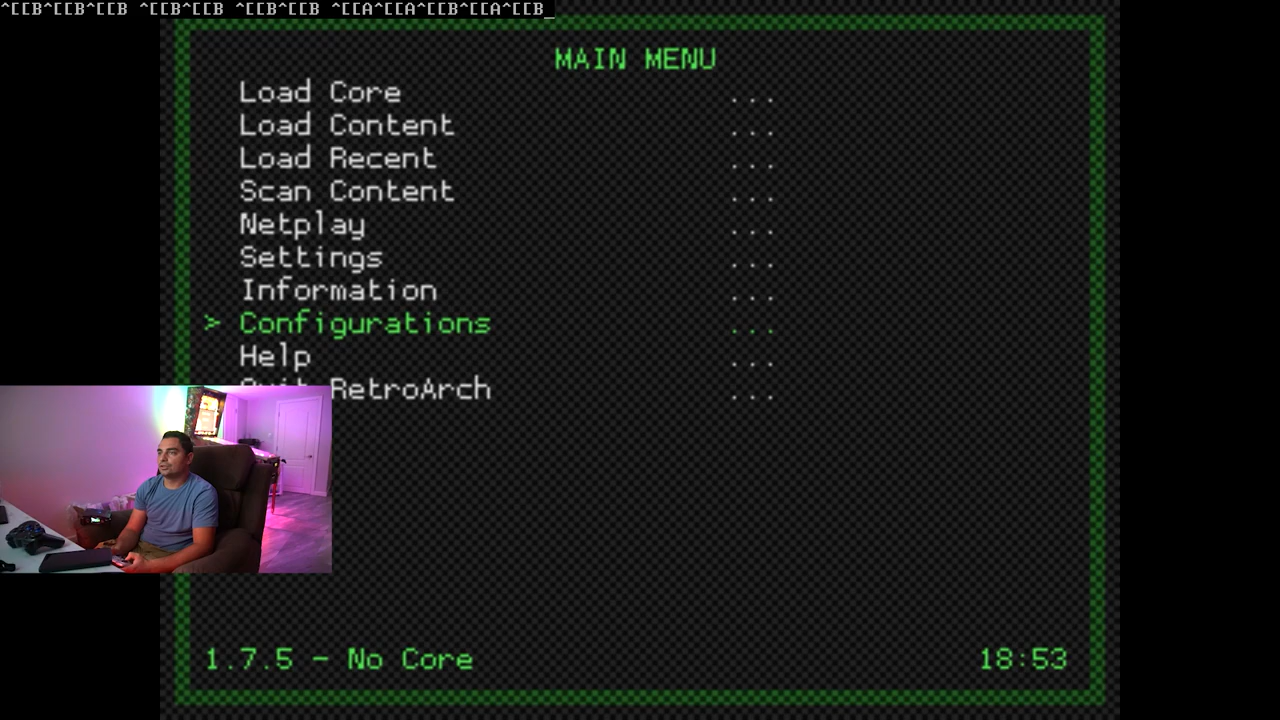 ^[[B^[[B^[[B ^[[B^[[B ^[[B^[[B ^[[A^[[A^[[B^[[A^[[B_
MAIN MENU
Load Core ...
Load Content ...
Load Recent ...
Scan Content ...
Netplay ...
Settings ...
Information ...
> Configurations ...
Help ...
Quit RetroArch ...
1.7.5 - No Core 18:53